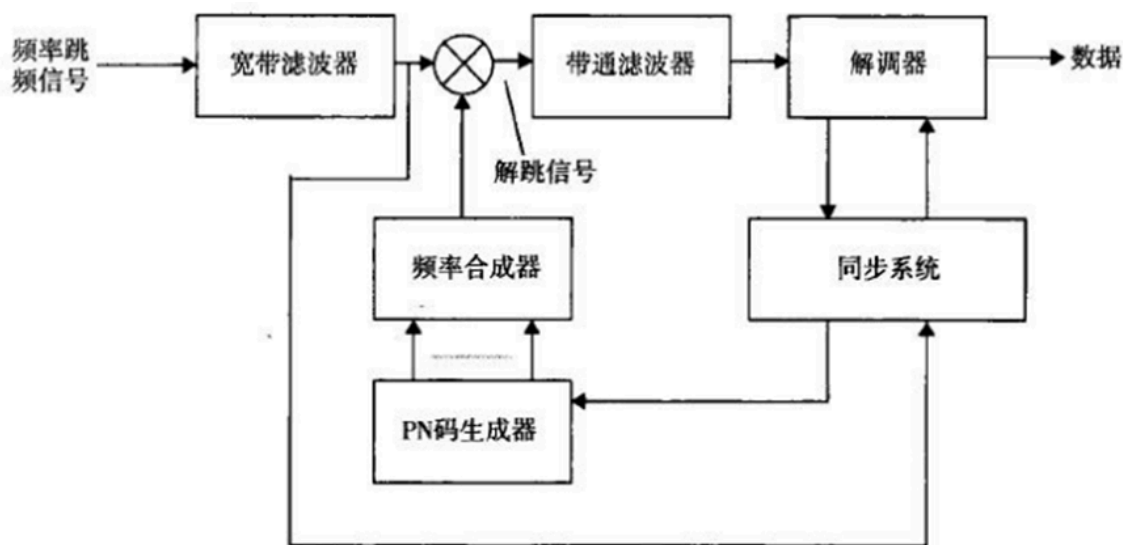 频率跳
频信号
宽带滤波器
带通滤波器
解调器
数据
解跳信号
频率合成器
同步系统
PN码生成器